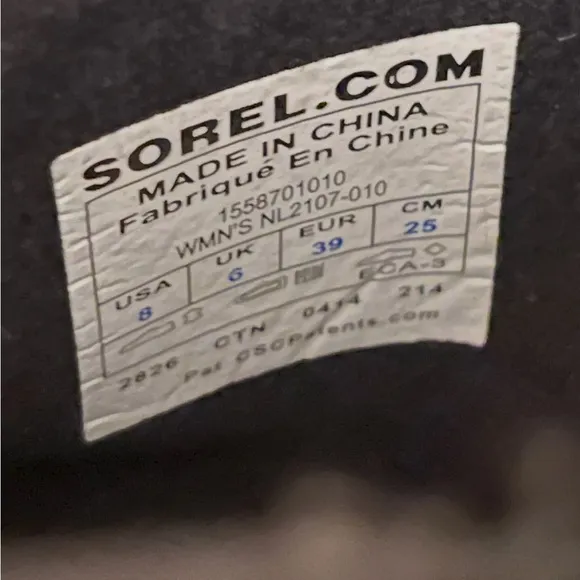 SOREL.COM
MADE IN CHINA
Fabriqué En Chine
1558701010
WMN'S NL2107-010
USA UK EUR CM
8 6 39 25
ECA-3
2826 CTN 0414 214
Pat CSCPatents.com